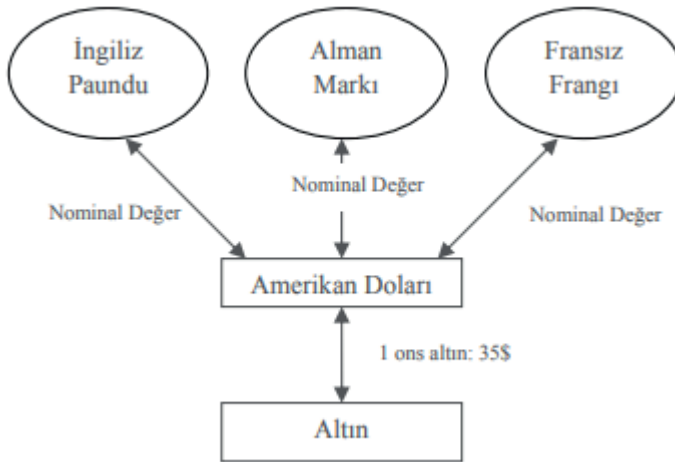 İngiliz
Paundu
Alman
Markı
Fransız
Frangı
Nominal Değer
Nominal Değer
Nominal Değer
Amerikan Doları
1 ons altın: 35$
Altın